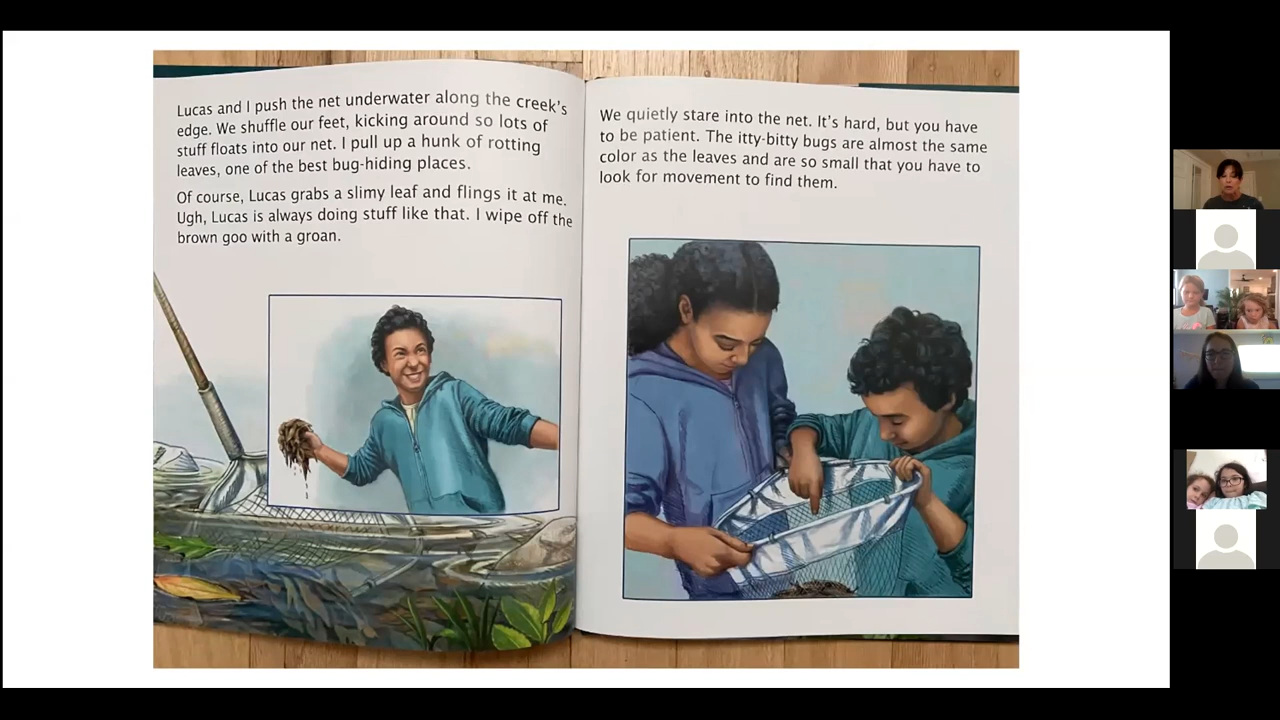 Lucas and I push the net underwater along the creek's
edge. We shuffle our feet, kicking around so lots of
stuff floats into our net. I pull up a hunk of rotting
leaves, one of the best bug-hiding places.
Of course, Lucas grabs a slimy leaf and flings it at me.
Ugh, Lucas is always doing stuff like that. I wipe off the
brown goo with a groan.
We quietly stare into the net. It's hard, but you have
to be patient. The itty-bitty bugs are almost the same
color as the leaves and are so small that you have to
look for movement to find them.